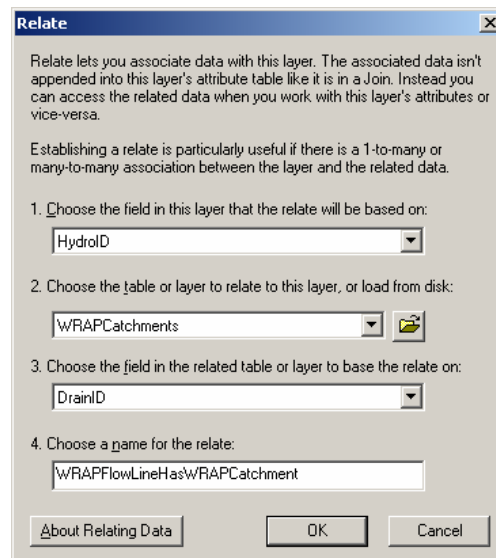 Relate
Relate lets you associate data with this layer. The associated data isn't
appended into this layer's attribute table like it is in a Join. Instead you
can access the related data when you work with this layer's attributes or
vice-versa.
Establishing a relate is particularly useful if there is a 1-to-many or
many-to-many association between the layer and the related data.
1. Choose the field in this layer that the relate will be based on:
HydroID
2. Choose the table or layer to relate to this layer, or load from disk:
WRAPCatchments
3. Choose the field in the related table or layer to base the relate on:
DrainID
4. Choose a name for the relate:
WRAPFlowLineHasWRAPCatchment
About Relating Data OK Cancel